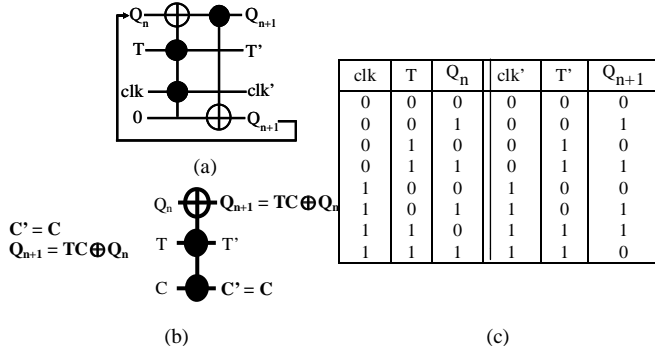 Qn Qn+1
T T'
clk clk'
0 Qn+1
(a)
Qn Qn+1 = TC⊕Qn
C' = C
Qn+1 = TC⊕Qn
T T'
C C' = C
(b)
clk T Qn clk' T' Qn+1
0 0 0 0 0 0
0 0 1 0 0 1
0 1 0 0 1 0
0 1 1 0 1 1
1 0 0 1 0 0
1 0 1 1 0 1
1 1 0 1 1 1
1 1 1 1 1 0
(c)